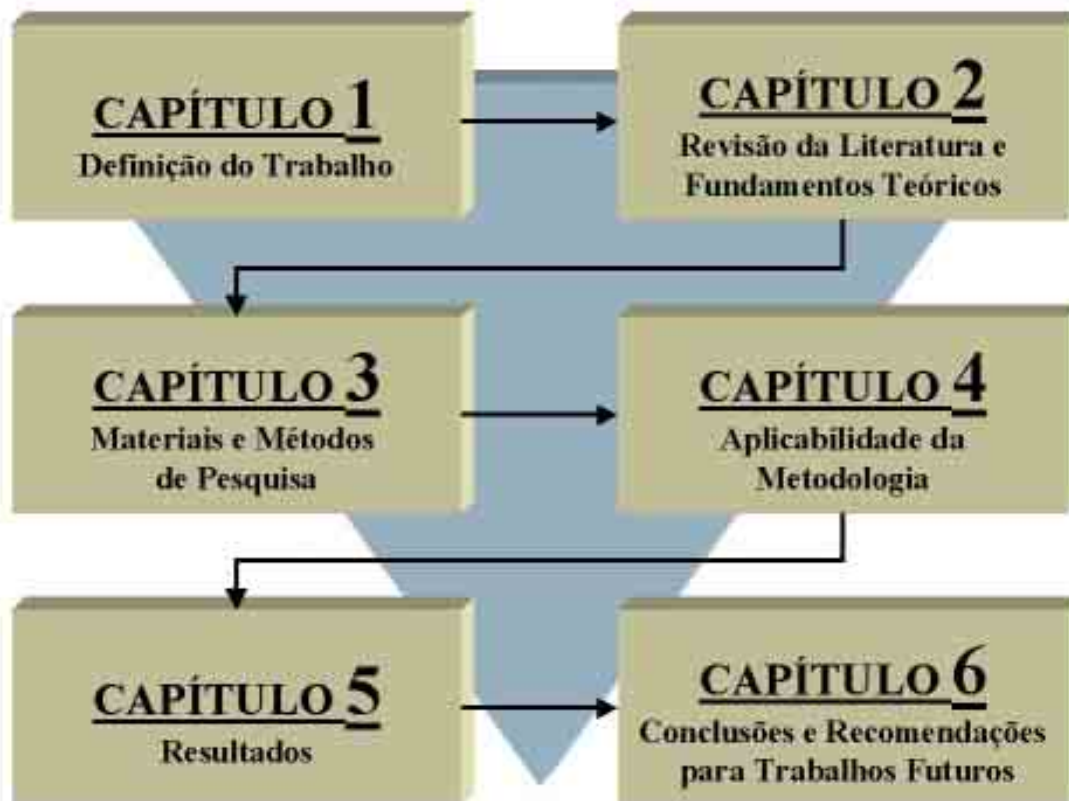 CAPÍTULO 1
Definição do Trabalho
CAPÍTULO 2
Revisão da Literatura e
Fundamentos Teóricos
CAPÍTULO 3
Materiais e Métodos
de Pesquisa
CAPÍTULO 4
Aplicabilidade da
Metodologia
CAPÍTULO 5
Resultados
CAPÍTULO 6
Conclusões e Recomendações
para Trabalhos Futuros